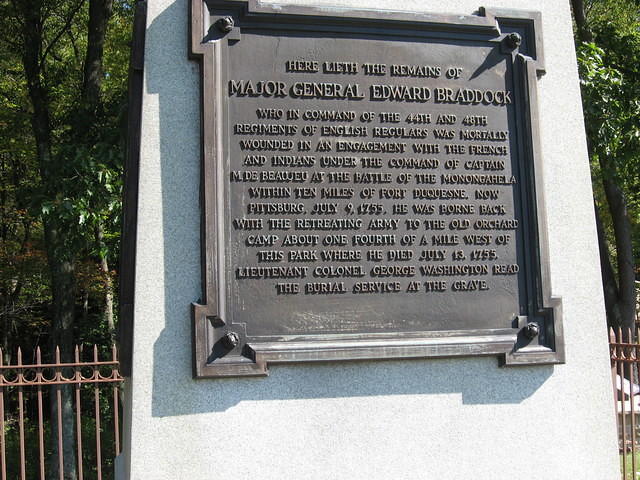 HERE LIETH THE REMAINS OF
MAJOR GENERAL EDWARD BRADDOCK
WHO IN COMMAND OF THE 44TH AND 48TH
REGIMENTS OF ENGLISH REGULARS WAS MORTALLY
WOUNDED IN AN ENGAGEMENT WITH THE FRENCH
AND INDIANS UNDER THE COMMAND OF CAPTAIN
M. DE BEAUJEU AT THE BATTLE OF THE MONONGAHELA
WITHIN TEN MILES OF FORT DUQUESNE, NOW
PITTSBURG, JULY 9, 1755. HE WAS BORNE BACK
WITH THE RETREATING ARMY TO THE OLD ORCHARD
CAMP ABOUT ONE FOURTH OF A MILE WEST OF
THIS PARK WHERE HE DIED JULY 13, 1755.
LIEUTENANT COLONEL GEORGE WASHINGTON READ
THE BURIAL SERVICE AT THE GRAVE.